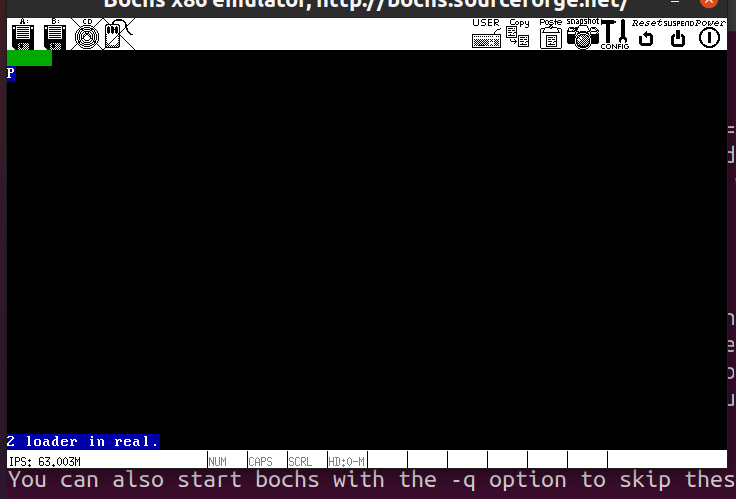 Bochs x86 emulator, http://bochs.sourceforge.net/
A: B: CD USER Copy Poste snapshot CONFIG Reset SUSPEND Power
P
2 loader in real.
IPS: 63.003M NUM CAPS SCRL HD:0-M
You can also start bochs with the -q option to skip thes